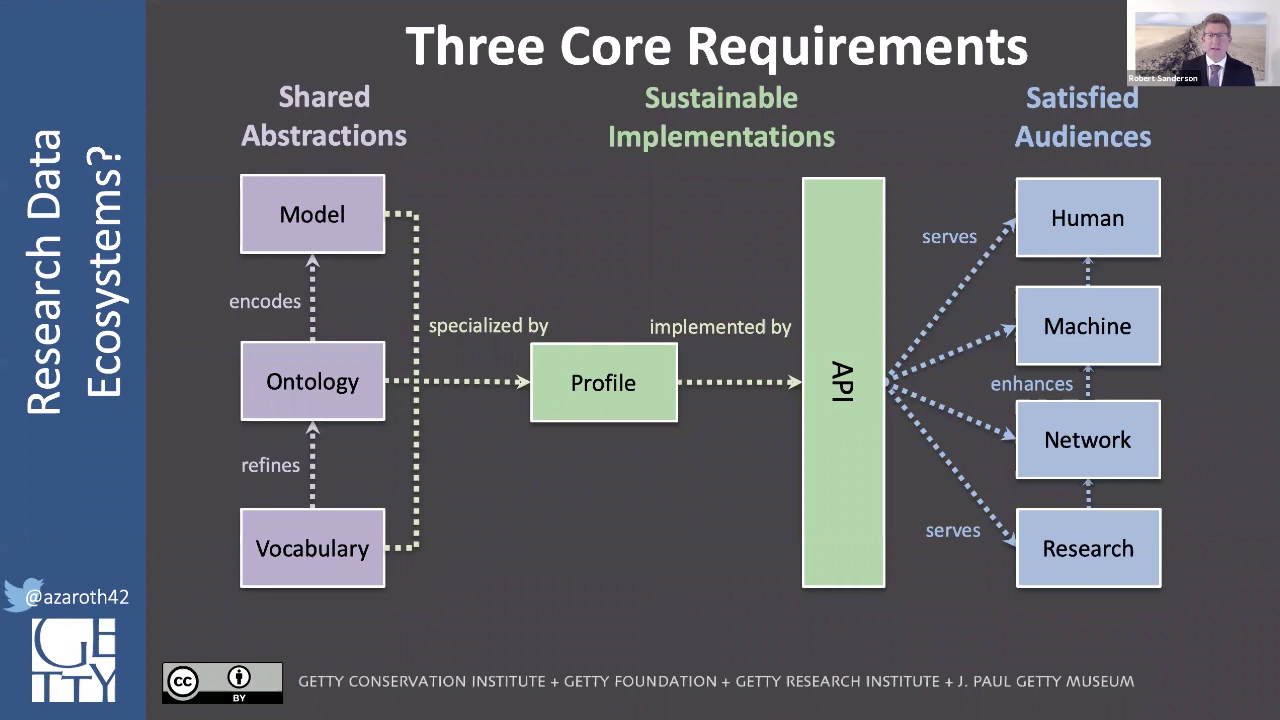 Three Core Requirements
Robert Sanderson
Research Data
Ecosystems?
Shared
Abstractions
Sustainable
Implementations
Satisfied
Audiences
Model
encodes
Ontology
refines
Vocabulary
specialized by
Profile
implemented by
API
serves
serves
Human
Machine
enhances
Network
Research
@azaroth42
GETTY
cc
BY
GETTY CONSERVATION INSTITUTE + GETTY FOUNDATION + GETTY RESEARCH INSTITUTE + J. PAUL GETTY MUSEUM